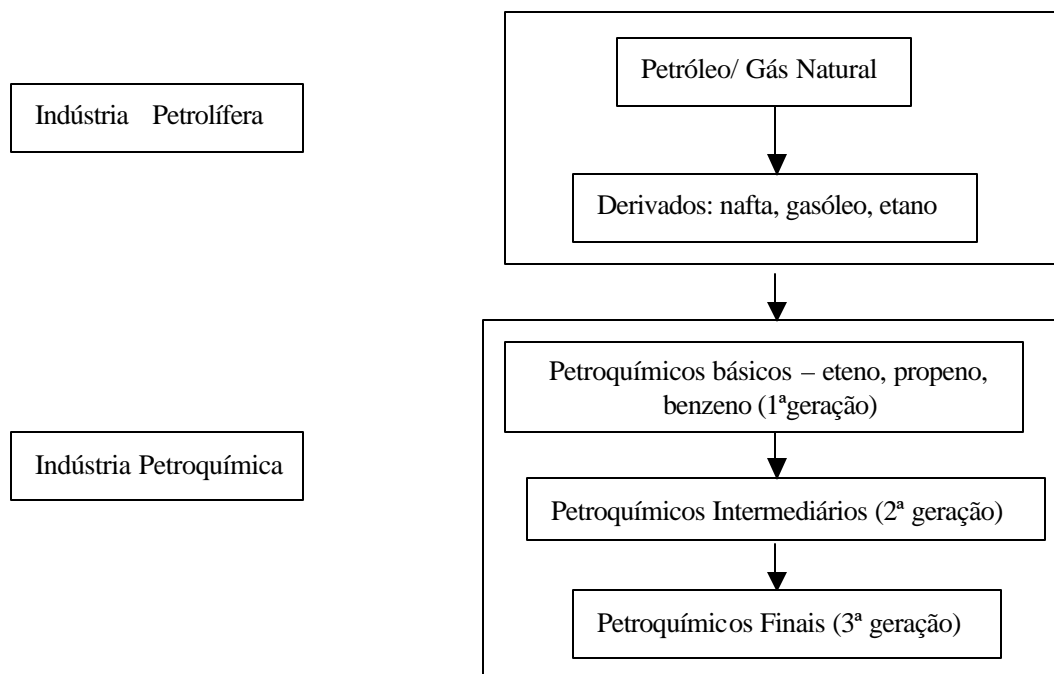 Petróleo/ Gás Natural
Indústria Petrolífera
Derivados: nafta, gasóleo, etano
Petroquímicos básicos – eteno, propeno,
benzeno (1ªgeração)
Indústria Petroquímica
Petroquímicos Intermediários (2ª geração)
Petroquímicos Finais (3ª geração)